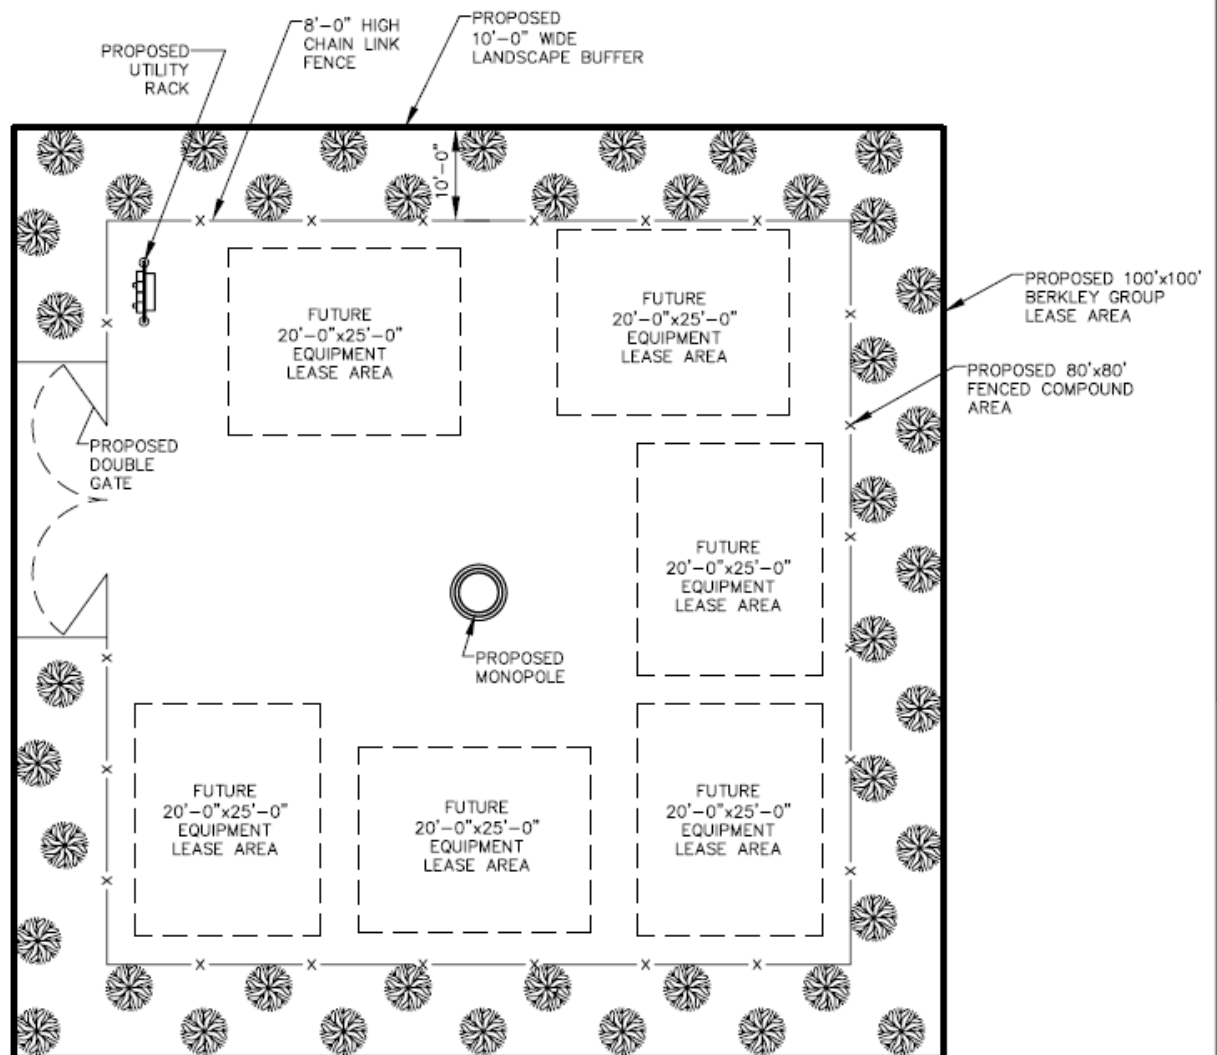 PROPOSED
UTILITY
RACK
8'-0" HIGH
CHAIN LINK
FENCE
PROPOSED
10'-0" WIDE
LANDSCAPE BUFFER
10'-0"
FUTURE
20'-0"x25'-0"
EQUIPMENT
LEASE AREA
FUTURE
20'-0"x25'-0"
EQUIPMENT
LEASE AREA
PROPOSED 100'x100'
BERKLEY GROUP
LEASE AREA
PROPOSED 80'x80'
FENCED COMPOUND
AREA
PROPOSED
DOUBLE
GATE
FUTURE
20'-0"x25'-0"
EQUIPMENT
LEASE AREA
PROPOSED
MONOPOLE
FUTURE
20'-0"x25'-0"
EQUIPMENT
LEASE AREA
FUTURE
20'-0"x25'-0"
EQUIPMENT
LEASE AREA
FUTURE
20'-0"x25'-0"
EQUIPMENT
LEASE AREA